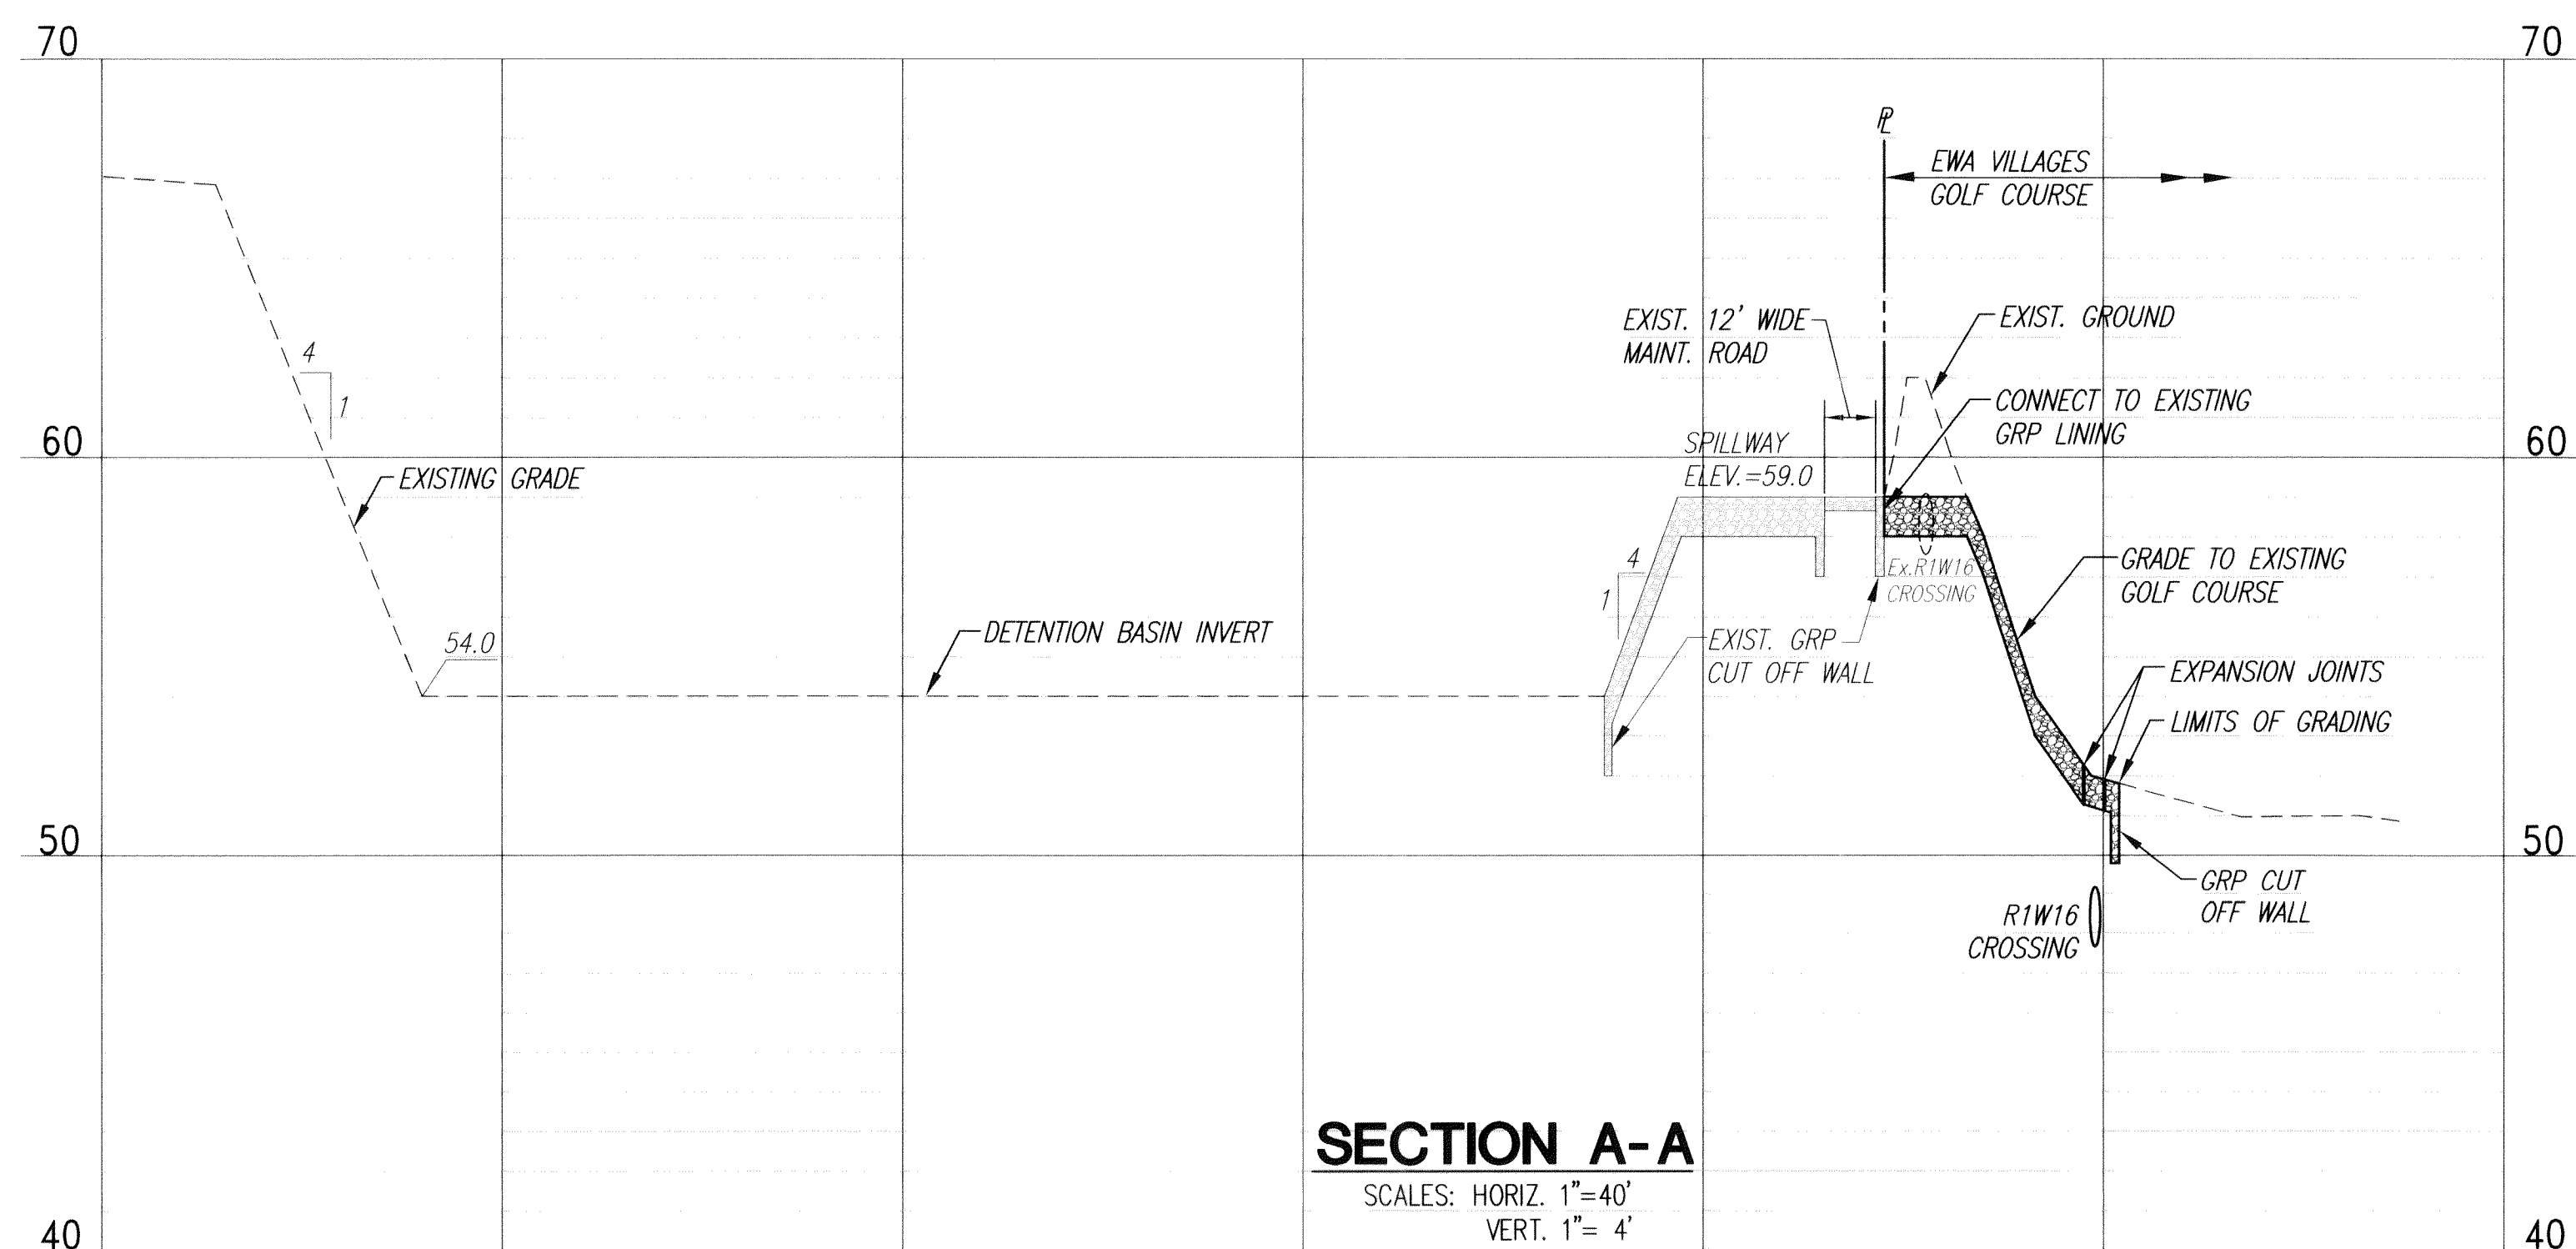 70
70
℄
EWA VILLAGES
GOLF COURSE
EXIST. 12' WIDE
MAINT. ROAD
EXIST. GROUND
4
1
CONNECT TO EXISTING
GRP LINING
60
60
SPILLWAY
ELEV.=59.0
EXISTING GRADE
4
1
Ex.R1W16
CROSSING
GRADE TO EXISTING
GOLF COURSE
54.0
DETENTION BASIN INVERT
EXIST. GRP
CUT OFF WALL
EXPANSION JOINTS
LIMITS OF GRADING
50
50
GRP CUT
OFF WALL
R1W16
CROSSING
SECTION A-A
SCALES: HORIZ. 1"=40'
VERT. 1"= 4'
40
40